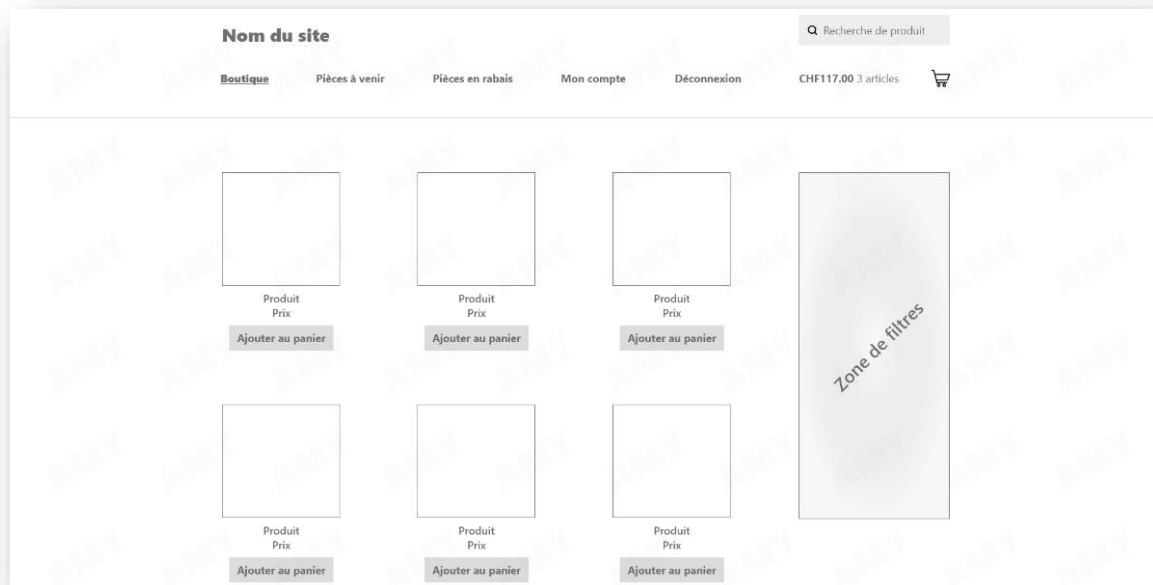 Nom du site
Recherche de produit
Boutique Pièces à venir Pièces en rabais Mon compte Déconnexion CHF117.00 3 articles
Produit Produit Produit
Prix Prix Prix
Ajouter au panier Ajouter au panier Ajouter au panier
Zone de filtres
Produit Produit Produit
Prix Prix Prix
Ajouter au panier Ajouter au panier Ajouter au panier
AMY